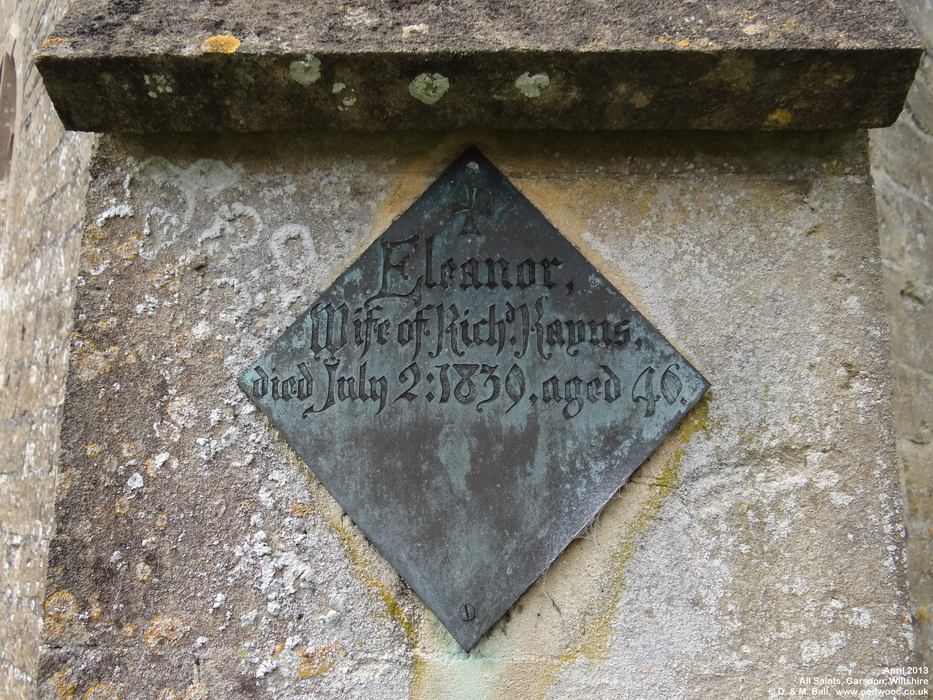 Eleanor,
Wife of Richd. Kayns,
died July 2: 1839, aged 46.
April 2013
All Saints, Garsdon, Wiltshire
© D. & M. Ball, www.oodwooc.co.uk